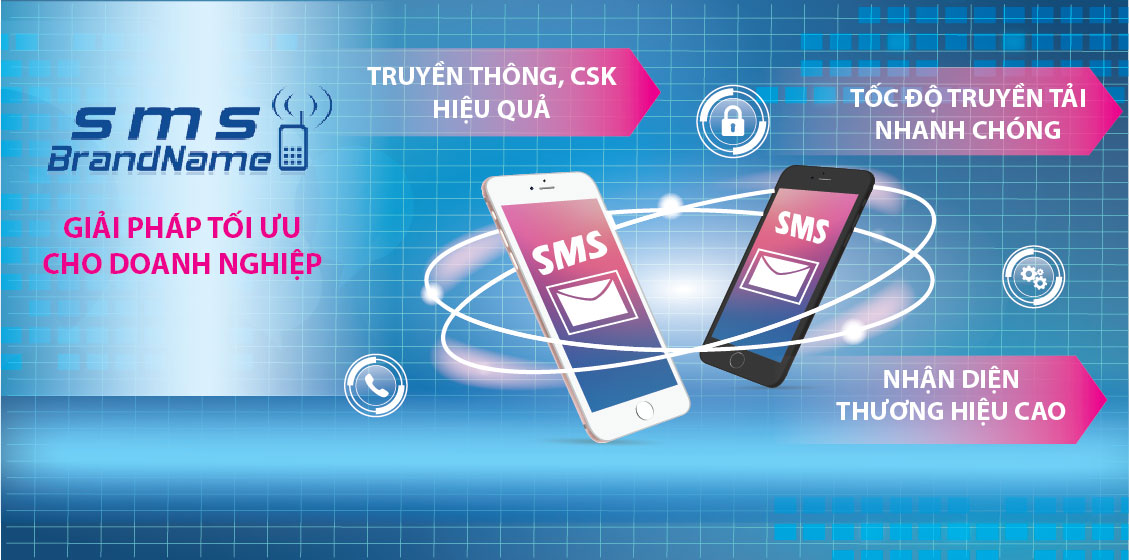 sms
BrandName
GIẢI PHÁP TỐI ƯU
CHO DOANH NGHIỆP
TRUYỀN THÔNG, CSK
HIỆU QUẢ
TỐC ĐỘ TRUYỀN TẢI
NHANH CHÓNG
SMS
SMS
NHẬN DIỆN
THƯƠNG HIỆU CAO